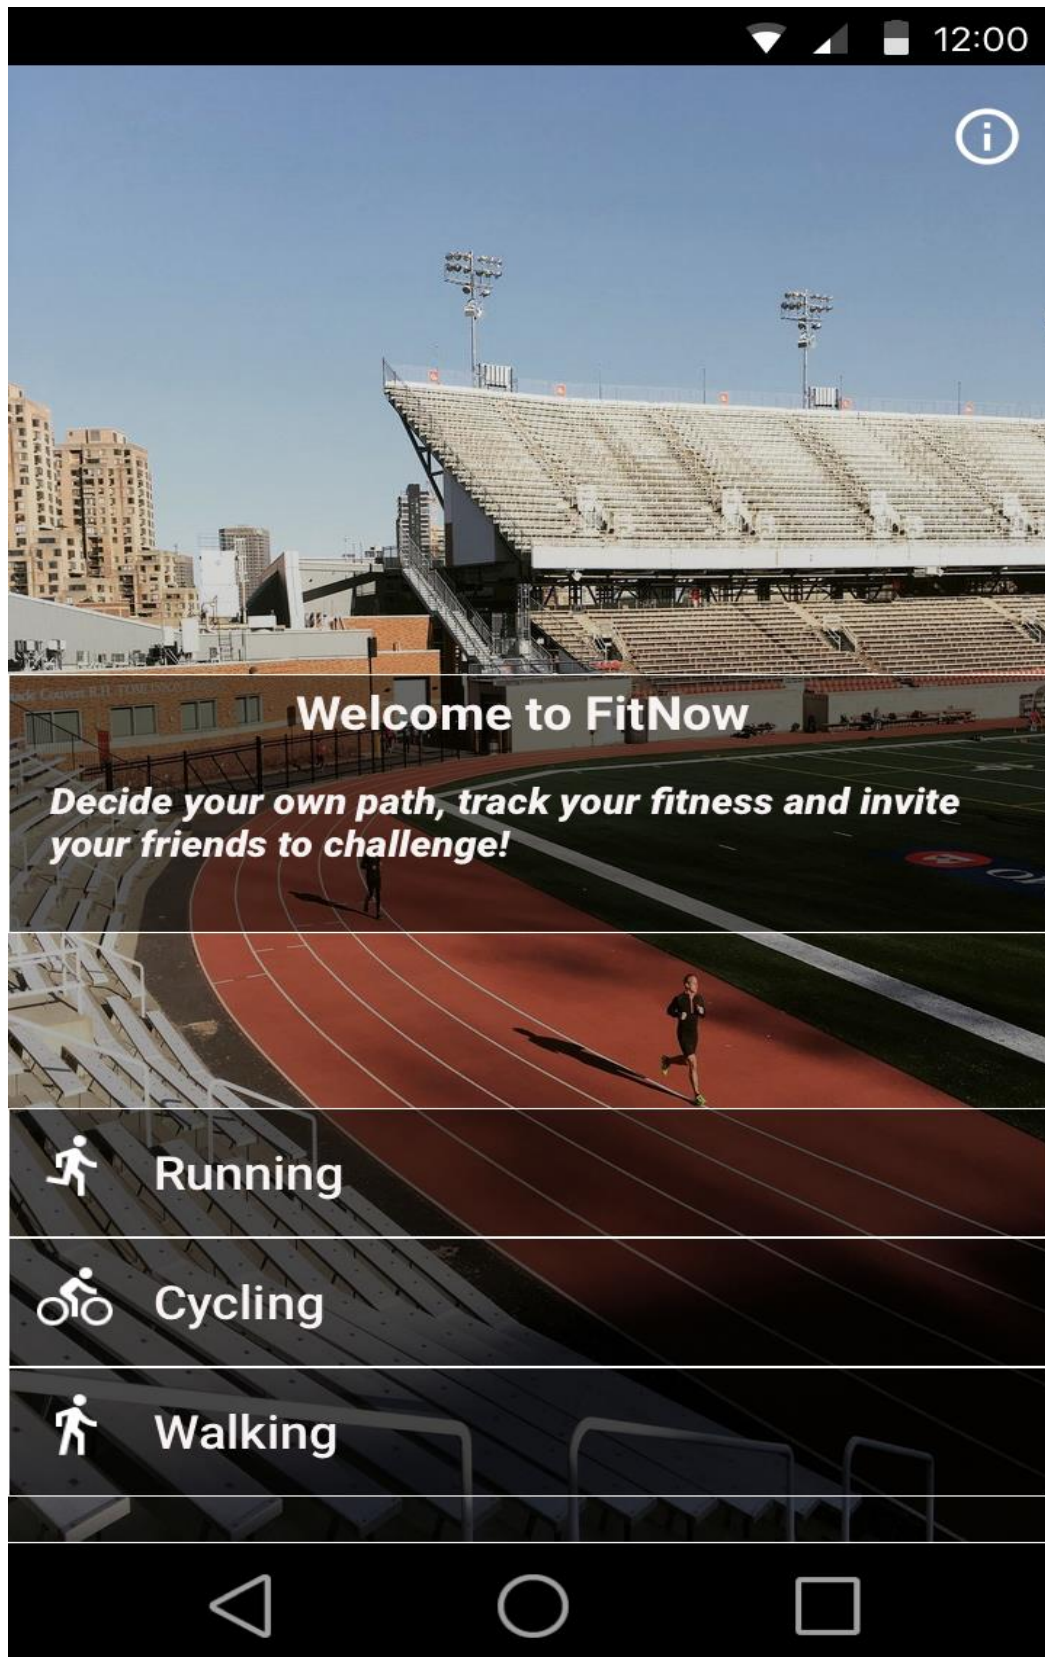 12:00
Welcome to FitNow
Decide your own path, track your fitness and invite
your friends to challenge!
Running
Cycling
Walking